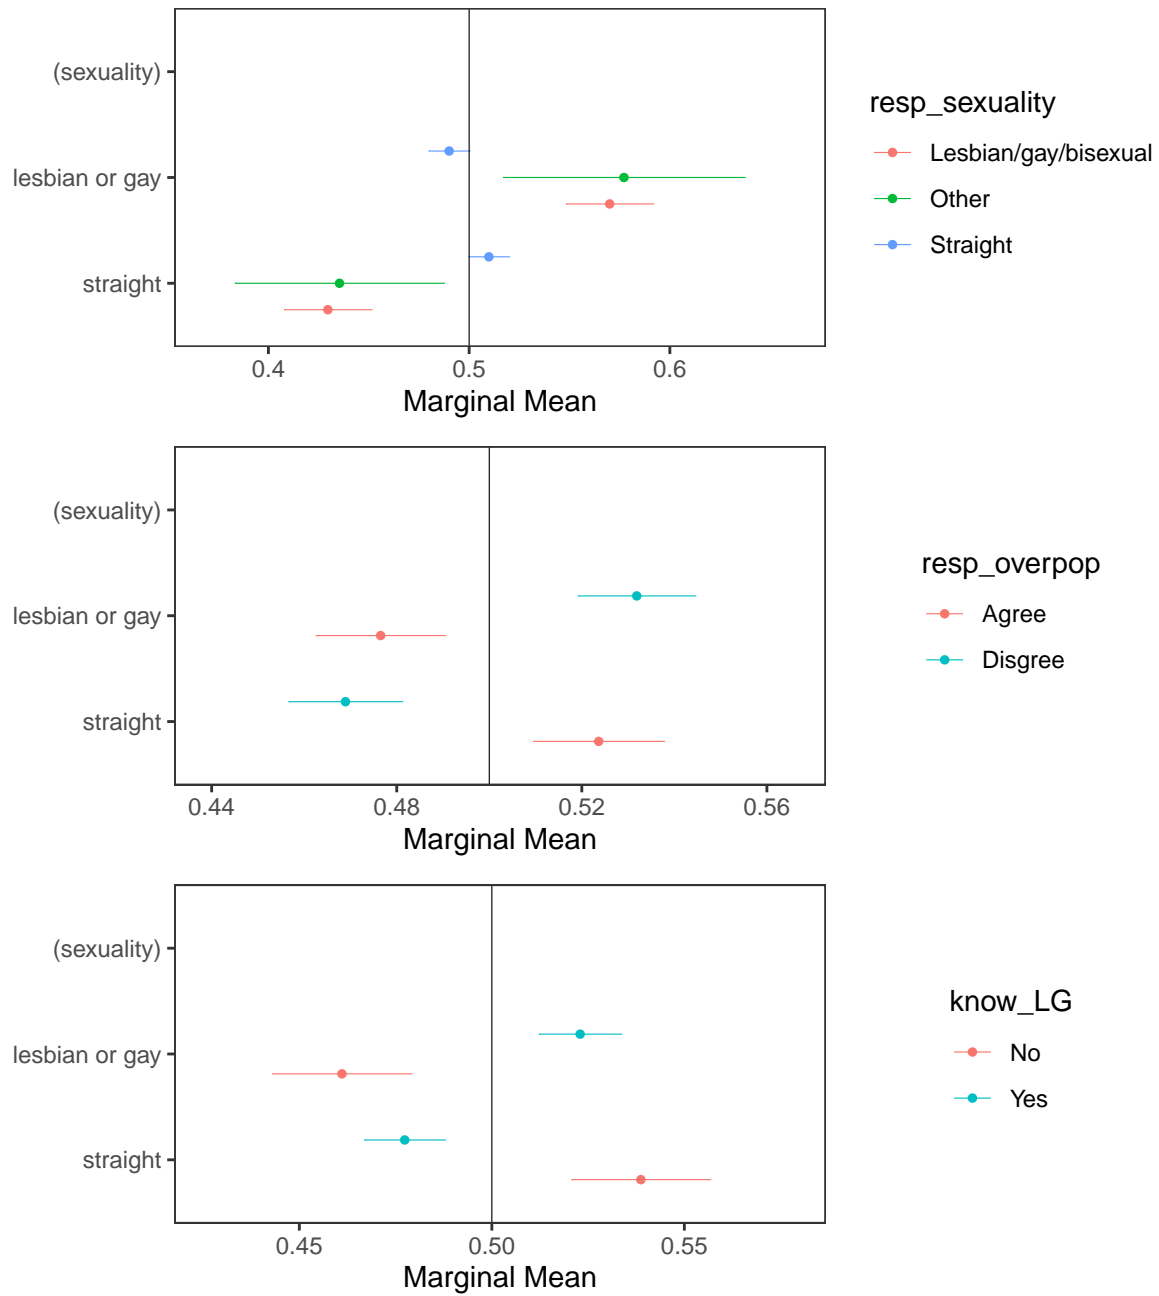 (sexuality)
lesbian or gay
straight
0.4 0.5 0.6
Marginal Mean
resp_sexuality
Lesbian/gay/bisexual
Other
Straight
(sexuality)
lesbian or gay
straight
0.44 0.48 0.52 0.56
Marginal Mean
resp_overpop
Agree
Disgree
(sexuality)
lesbian or gay
straight
0.45 0.50 0.55
Marginal Mean
know_LG
No
Yes